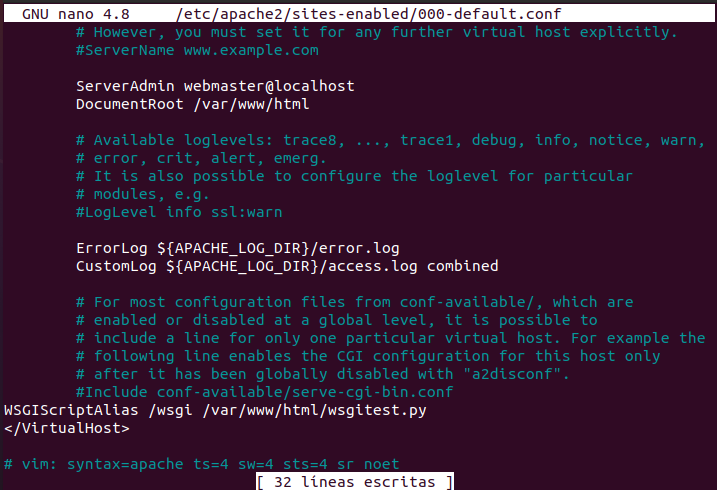 GNU nano 4.8 /etc/apache2/sites-enabled/000-default.conf
# However, you must set it for any further virtual host explicitly.
#ServerName www.example.com
ServerAdmin webmaster@localhost
DocumentRoot /var/www/html
# Available loglevels: trace8, ..., trace1, debug, info, notice, warn,
# error, crit, alert, emerg.
# It is also possible to configure the loglevel for particular
# modules, e.g.
#LogLevel info ssl:warn
ErrorLog ${APACHE_LOG_DIR}/error.log
CustomLog ${APACHE_LOG_DIR}/access.log combined
# For most configuration files from conf-available/, which are
# enabled or disabled at a global level, it is possible to
# include a line for only one particular virtual host. For example the
# following line enables the CGI configuration for this host only
# after it has been globally disabled with "a2disconf".
#Include conf-available/serve-cgi-bin.conf
WSGIScriptAlias /wsgi /var/www/html/wsgitest.py
</VirtualHost>
# vim: syntax=apache ts=4 sw=4 sts=4 sr noet
[ 32 líneas escritas ]